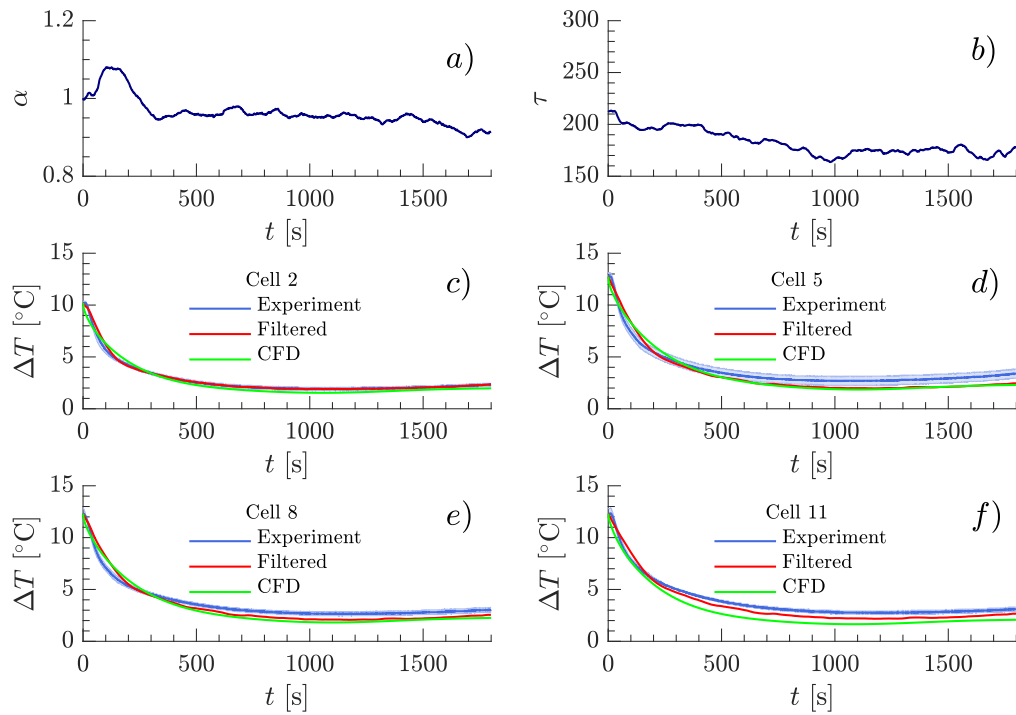 1.2
1
0.8
α
a)
0
500
1000
1500
t [s]
300
250
200
150
τ
b)
0
500
1000
1500
t [s]
15
10
5
0
ΔT [°C]
Cell 2
Experiment
Filtered
CFD
c)
0
500
1000
1500
t [s]
15
10
5
0
ΔT [°C]
Cell 5
Experiment
Filtered
CFD
d)
0
500
1000
1500
t [s]
15
10
5
0
ΔT [°C]
Cell 8
Experiment
Filtered
CFD
e)
0
500
1000
1500
t [s]
15
10
5
0
ΔT [°C]
Cell 11
Experiment
Filtered
CFD
f)
0
500
1000
1500
t [s]